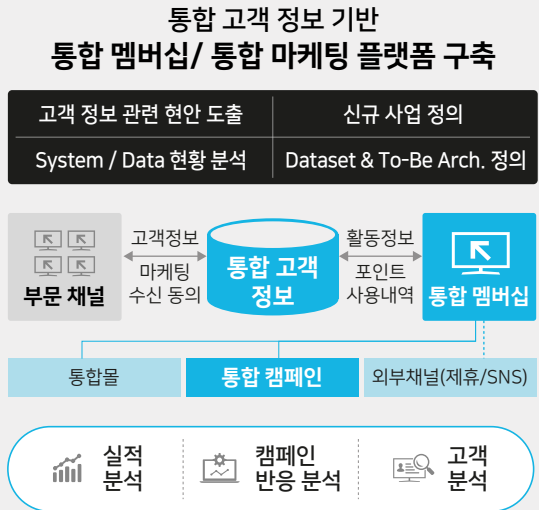 통합 고객 정보 기반
통합 멤버십/ 통합 마케팅 플랫폼 구축
고객 정보 관련 현안 도출
신규 사업 정의
System / Data 현황 분석
Dataset & To-Be Arch. 정의
부문 채널
고객정보
마케팅
수신 동의
통합 고객
정보
활동정보
포인트
사용내역
통합 멤버십
통합몰
통합 캠페인
외부채널(제휴/SNS)
실적
분석
캠페인
반응 분석
고객
분석